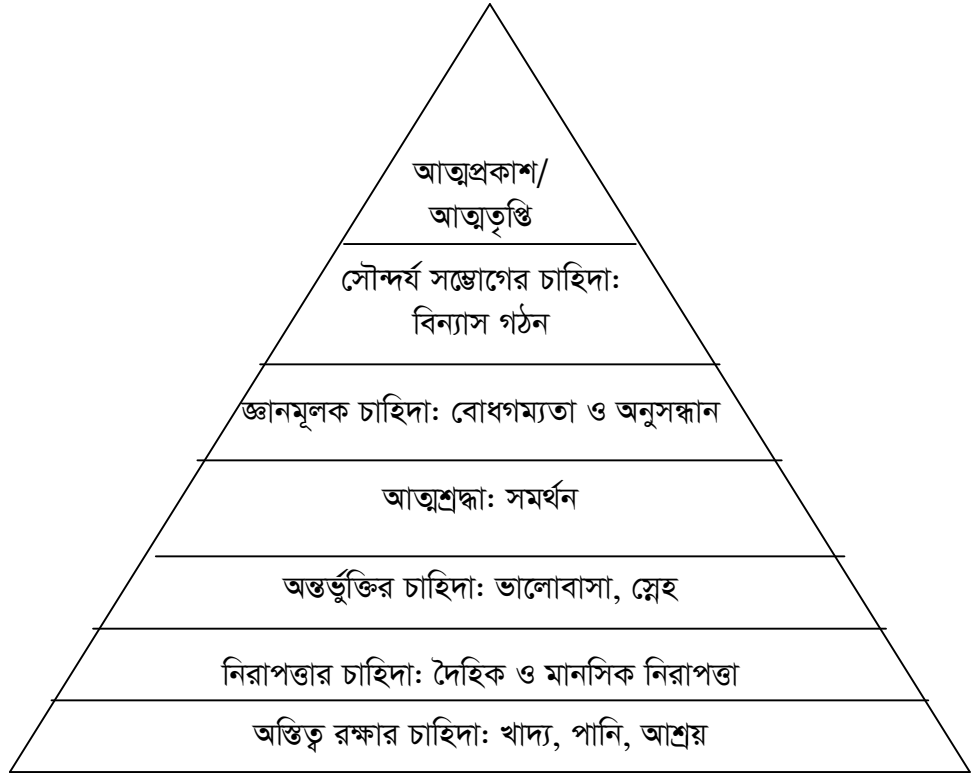 আত্মপ্রকাশ/
আত্মতৃপ্তি
সৌন্দর্য সম্ভোগের চাহিদা:
বিন্যাস গঠন
জ্ঞানমূলক চাহিদা: বোধগম্যতা ও অনুসন্ধান
আত্মশ্রদ্ধা: সমর্থন
অন্তর্ভুক্তির চাহিদা: ভালোবাসা, স্নেহ
নিরাপত্তার চাহিদা: দৈহিক ও মানসিক নিরাপত্তা
অস্তিত্ব রক্ষার চাহিদা: খাদ্য, পানি, আশ্রয়